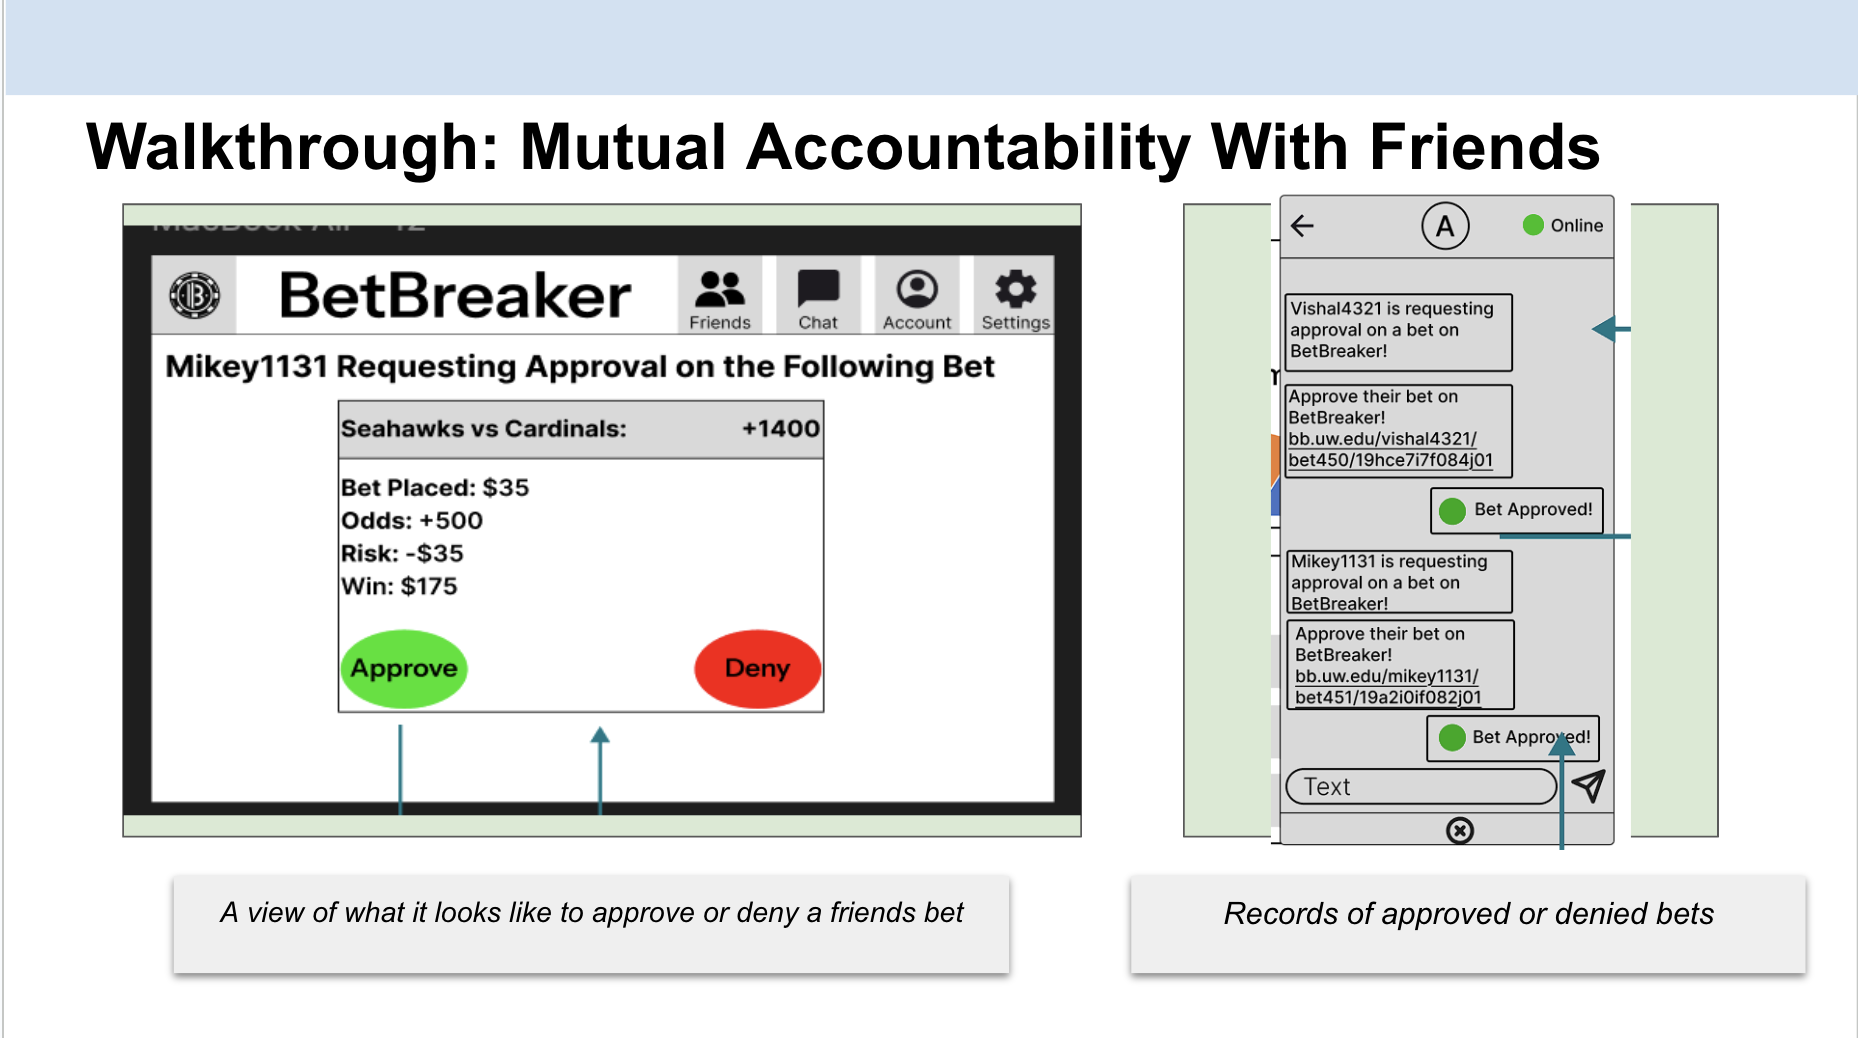 Walkthrough: Mutual Accountability With Friends
MacBook Air - 12
BetBreaker
Friends
Chat
Account
Settings
Mikey1131 Requesting Approval on the Following Bet
Seahawks vs Cardinals: +1400
Bet Placed: $35
Odds: +500
Risk: -$35
Win: $175
Approve
Deny
A view of what it looks like to approve or deny a friends bet
A
Online
Vishal4321 is requesting
approval on a bet on
BetBreaker!
Approve their bet on
BetBreaker!
bb.uw.edu/vishal4321/
bet450/19hce7i7f084j01
Bet Approved!
Mikey1131 is requesting
approval on a bet on
BetBreaker!
Approve their bet on
BetBreaker!
bb.uw.edu/mikey1131/
bet451/19a2i0if082j01
Bet Approved!
Text
Records of approved or denied bets